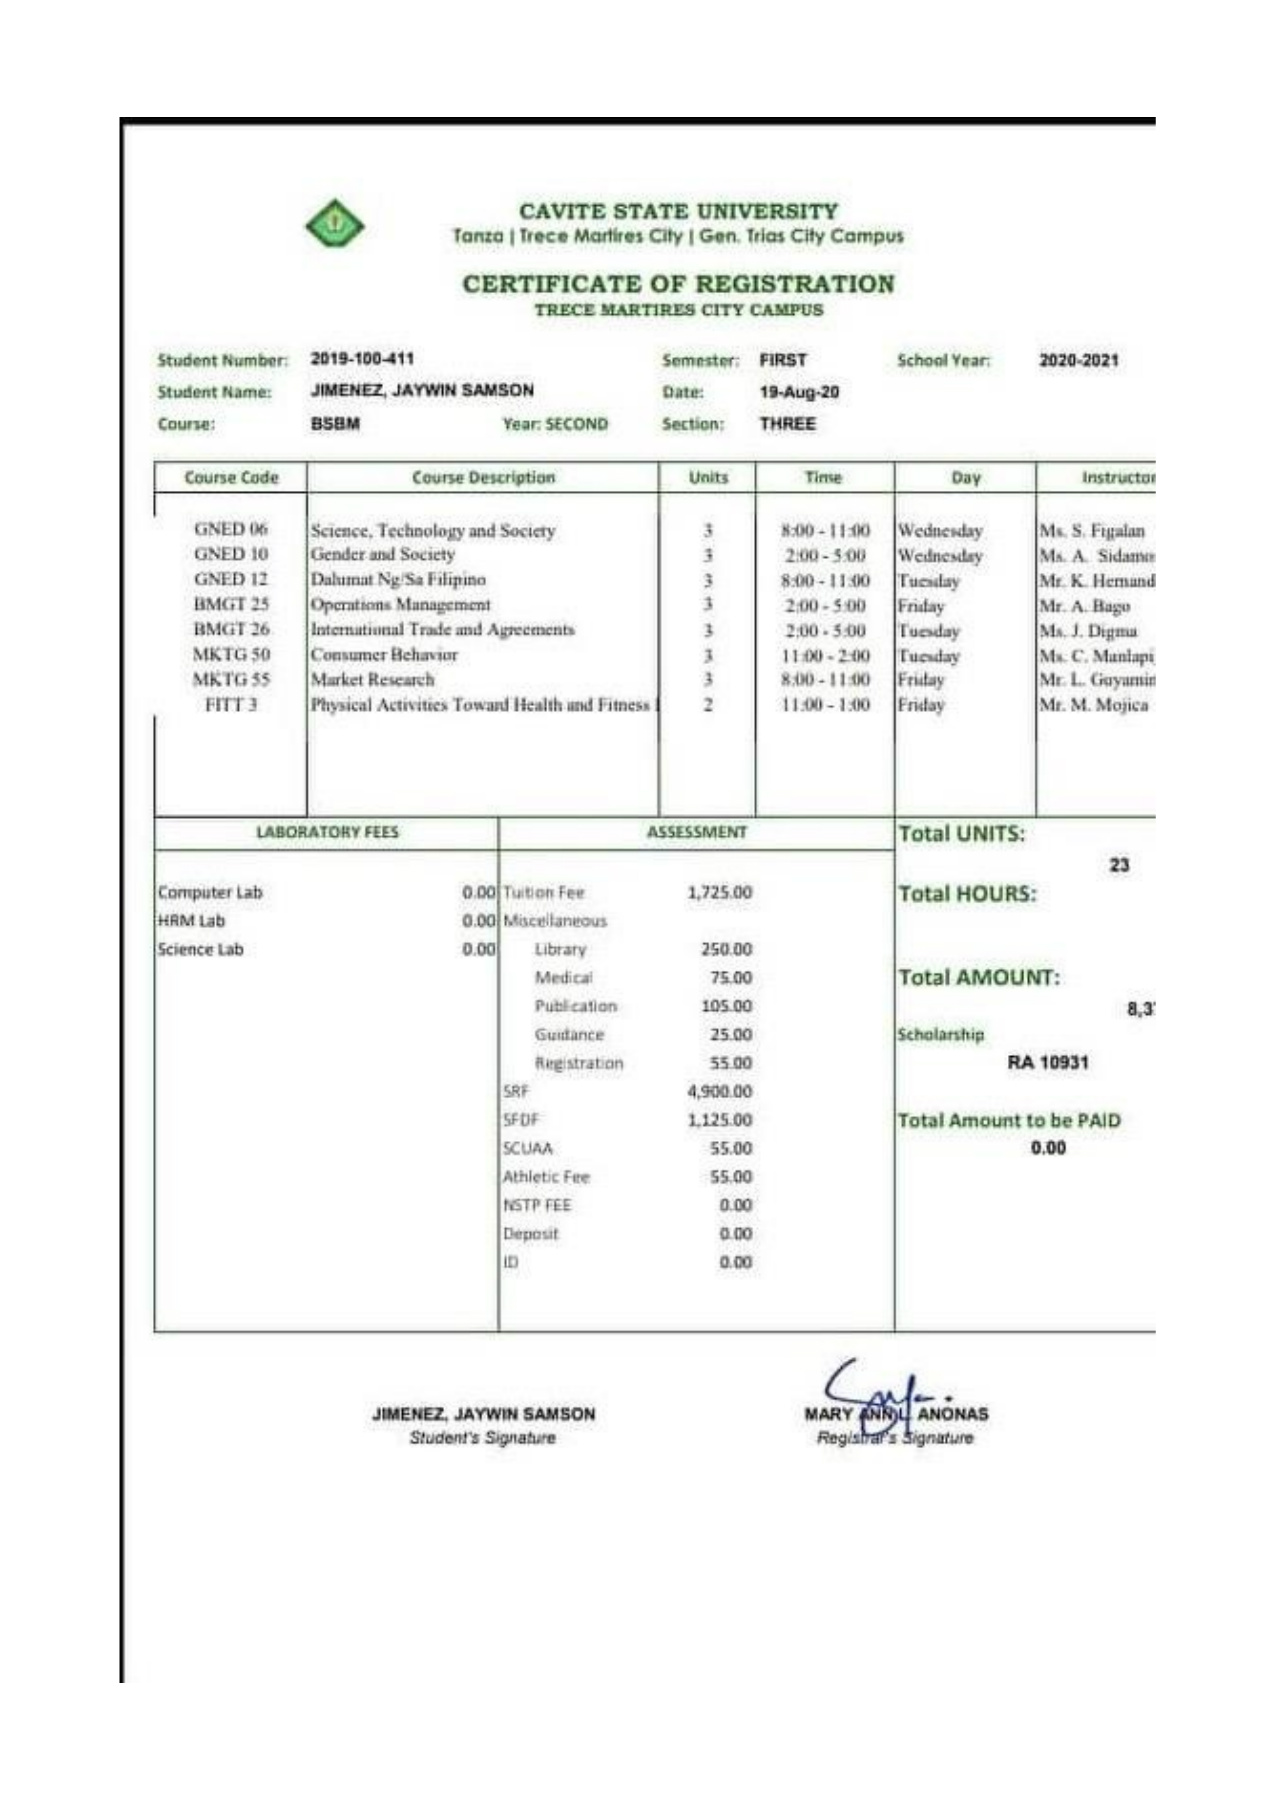 CAVITE STATE UNIVERSITY
Tanza | Trece Martires City | Gen. Trias City Campus
CERTIFICATE OF REGISTRATION
TRECE MARTIRES CITY CAMPUS
Student Number: 2019-100-411 Semester: FIRST School Year: 2020-2021
Student Name: JIMENEZ, JAYWIN SAMSON Date: 19-Aug-20
Course: BSBM Year: SECOND Section: THREE
Course Code Course Description Units Time Day Instructor
GNED 06 Science, Technology and Society 3 8:00 - 11:00 Wednesday Ms. S. Figalan
GNED 10 Gender and Society 3 2:00 - 5:00 Wednesday Ms. A. Sidamo
GNED 12 Dalumat Ng/Sa Filipino 3 8:00 - 11:00 Tuesday Mr. K. Hernand
BMGT 25 Operations Management 3 2:00 - 5:00 Friday Mr. A. Bago
BMGT 26 International Trade and Agreements 3 2:00 - 5:00 Tuesday Ms. J. Digma
MKTG 50 Consumer Behavior 3 11:00 - 2:00 Tuesday Ms. C. Manlapi
MKTG 55 Market Research 3 8:00 - 11:00 Friday Mr. L. Guyamin
FITT 3 Physical Activities Toward Health and Fitness 2 11:00 - 1:00 Friday Mr. M. Mojica
LABORATORY FEES ASSESSMENT Total UNITS:
23
Computer Lab 0.00 Tuition Fee 1,725.00 Total HOURS:
HRM Lab 0.00 Miscellaneous
Science Lab 0.00 Library 250.00
Medical 75.00 Total AMOUNT:
Publication 105.00 8,3
Guidance 25.00 Scholarship
Registration 55.00 RA 10931
SRF 4,900.00
SFDF 1,125.00 Total Amount to be PAID
SCUAA 55.00 0.00
Athletic Fee 55.00
NSTP FEE 0.00
Deposit 0.00
ID 0.00
JIMENEZ, JAYWIN SAMSON MARY ANN L. ANONAS
Student's Signature Registrar's Signature